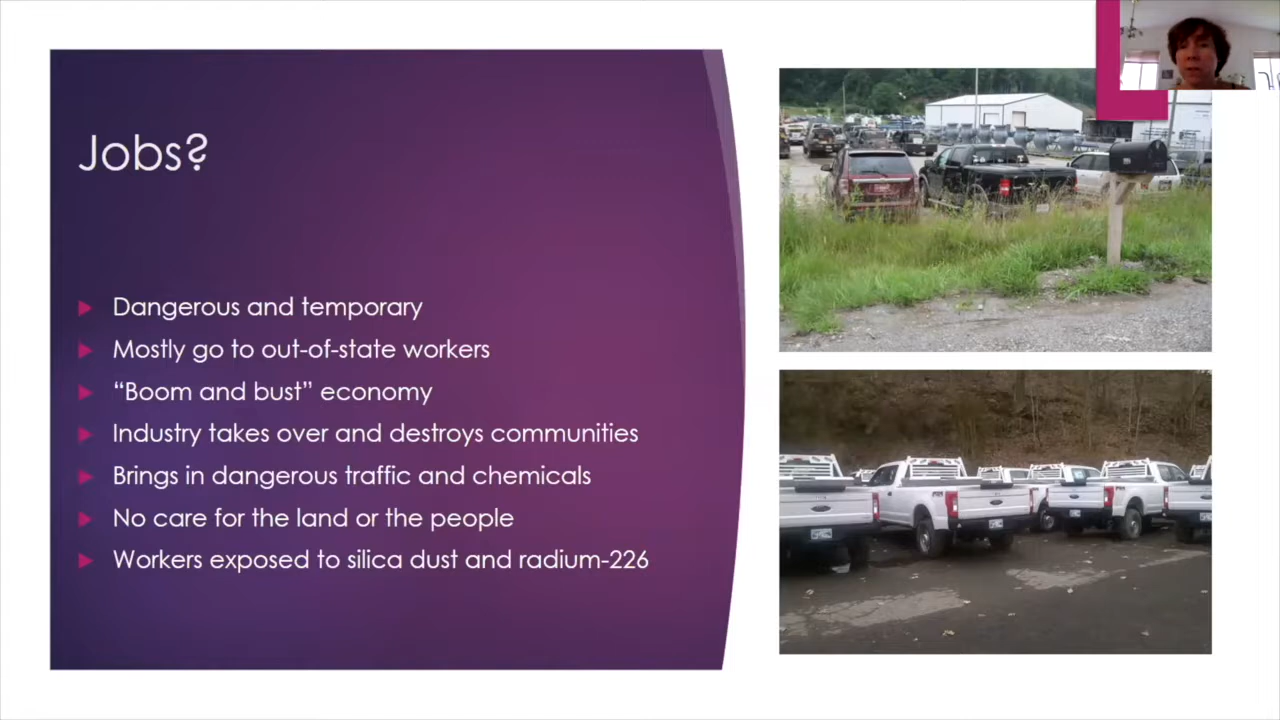 Jobs?
Dangerous and temporary
Mostly go to out-of-state workers
“Boom and bust” economy
Industry takes over and destroys communities
Brings in dangerous traffic and chemicals
No care for the land or the people
Workers exposed to silica dust and radium-226